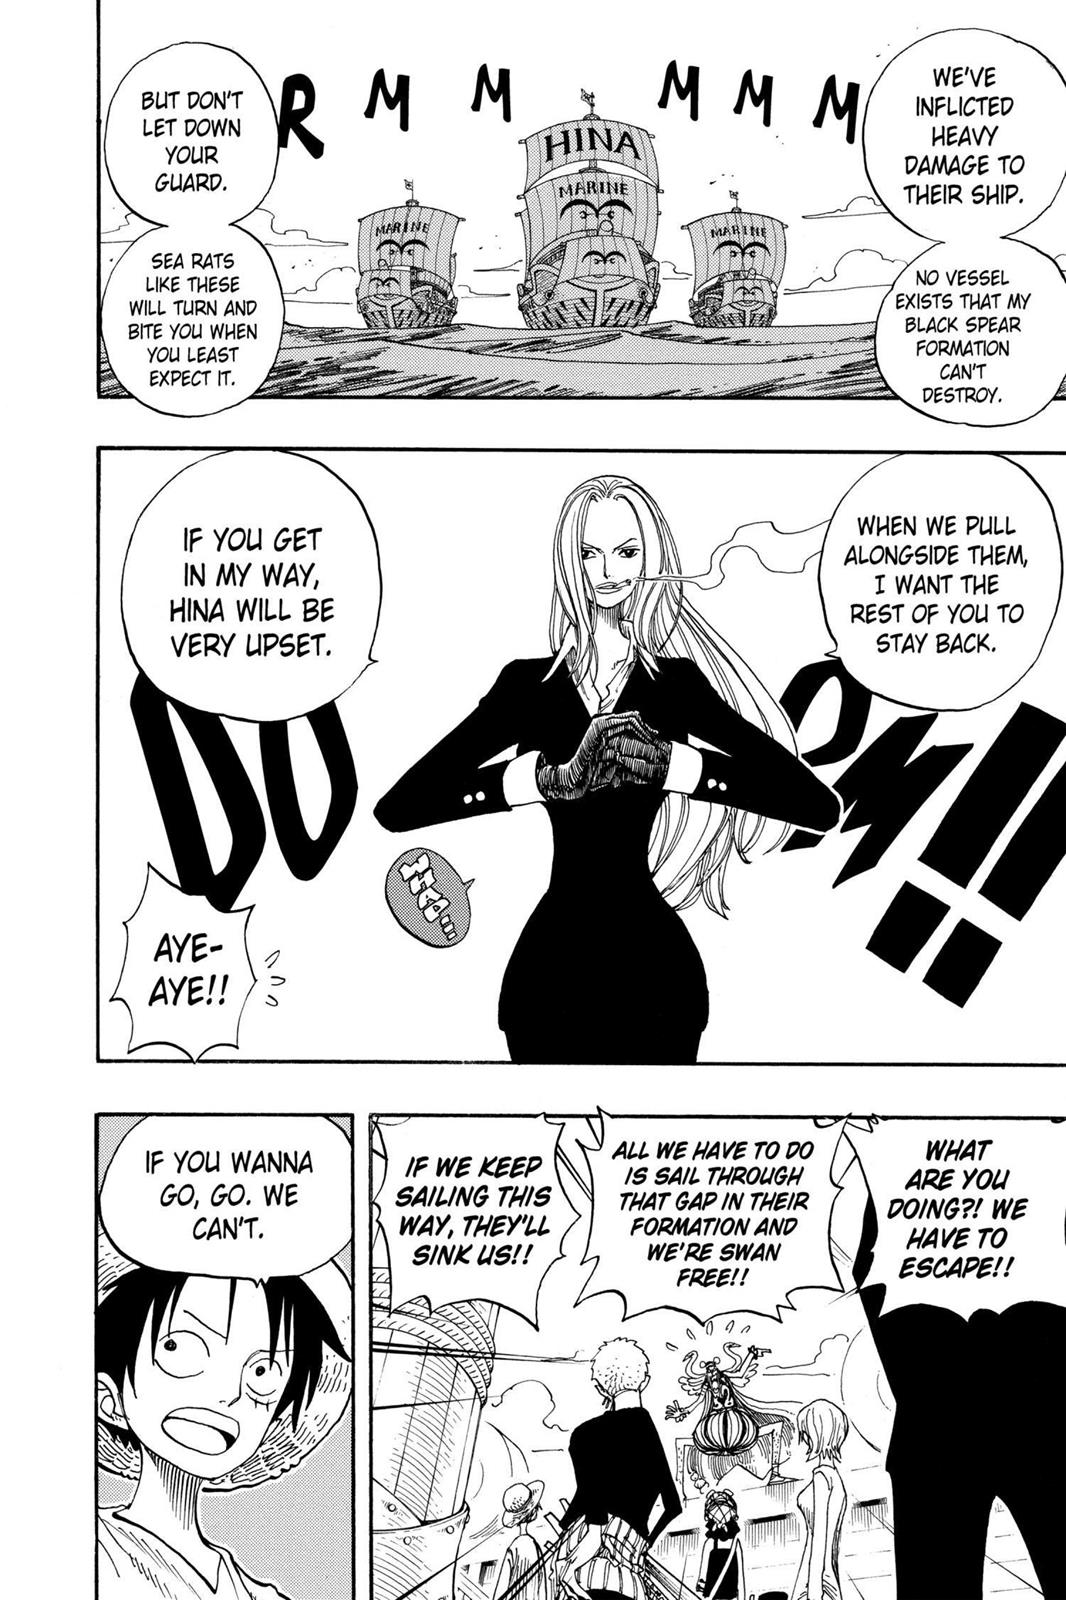 WE'VE
INFLICTED
HEAVY
DAMAGE TO
THEIR SHIP.
NO VESSEL
EXISTS THAT MY
BLACK SPEAR
FORMATION
CAN'T
DESTROY.
RMMMMM
HINA
MARINE
MARINE
MARINE
BUT DON'T
LET DOWN
YOUR
GUARD.
SEA RATS
LIKE THESE
WILL TURN AND
BITE YOU WHEN
YOU LEAST
EXPECT IT.
WHEN WE PULL
ALONGSIDE THEM,
I WANT THE
REST OF YOU TO
STAY BACK.
IF YOU GET
IN MY WAY,
HINA WILL BE
VERY UPSET.
DOOM!!
WHAP!!!
AYE-
AYE!!
WHAT
ARE YOU
DOING?! WE
HAVE TO
ESCAPE!!
ALL WE HAVE TO DO
IS SAIL THROUGH
THAT GAP IN THEIR
FORMATION AND
WE'RE SWAN
FREE!!
IF WE KEEP
SAILING THIS
WAY, THEY'LL
SINK US!!
IF YOU WANNA
GO, GO. WE
CAN'T.